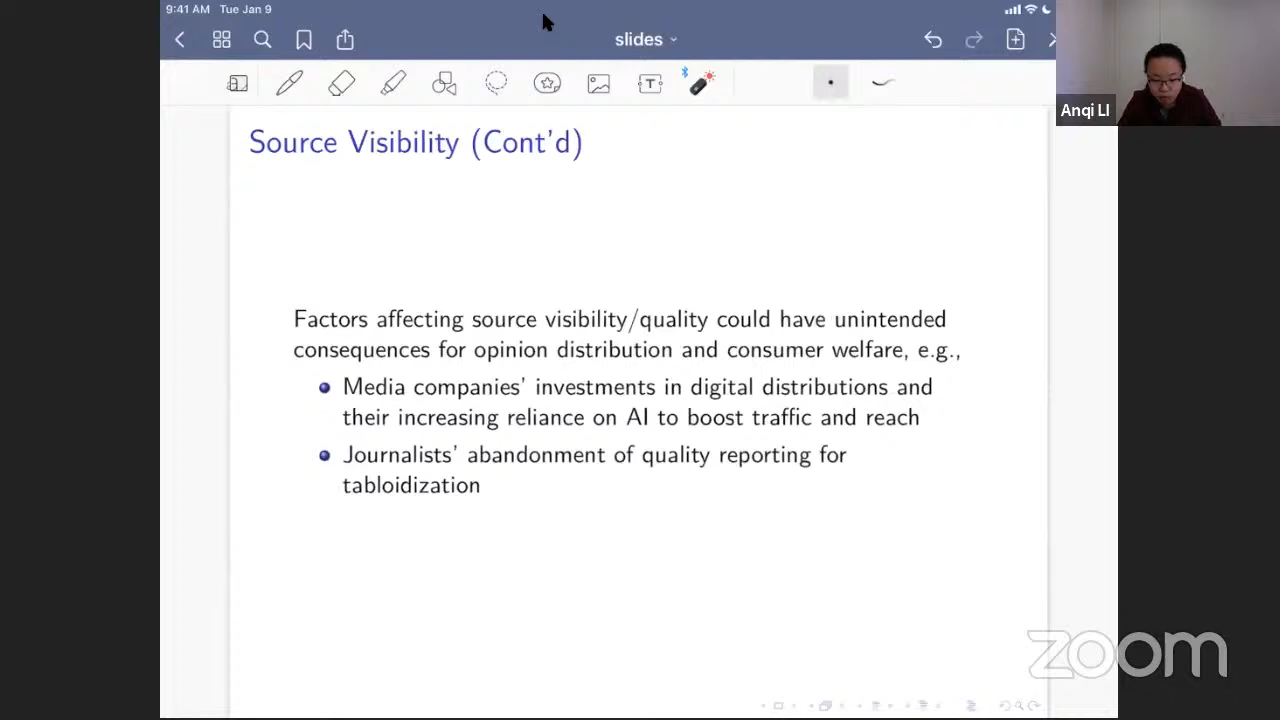 9:41 AM Tue Jan 9
slides
T
Anqi LI
Source Visibility (Cont'd)
Factors affecting source visibility/quality could have unintended
consequences for opinion distribution and consumer welfare, e.g.,
Media companies' investments in digital distributions and
their increasing reliance on AI to boost traffic and reach
Journalists' abandonment of quality reporting for
tabloidization
zoom